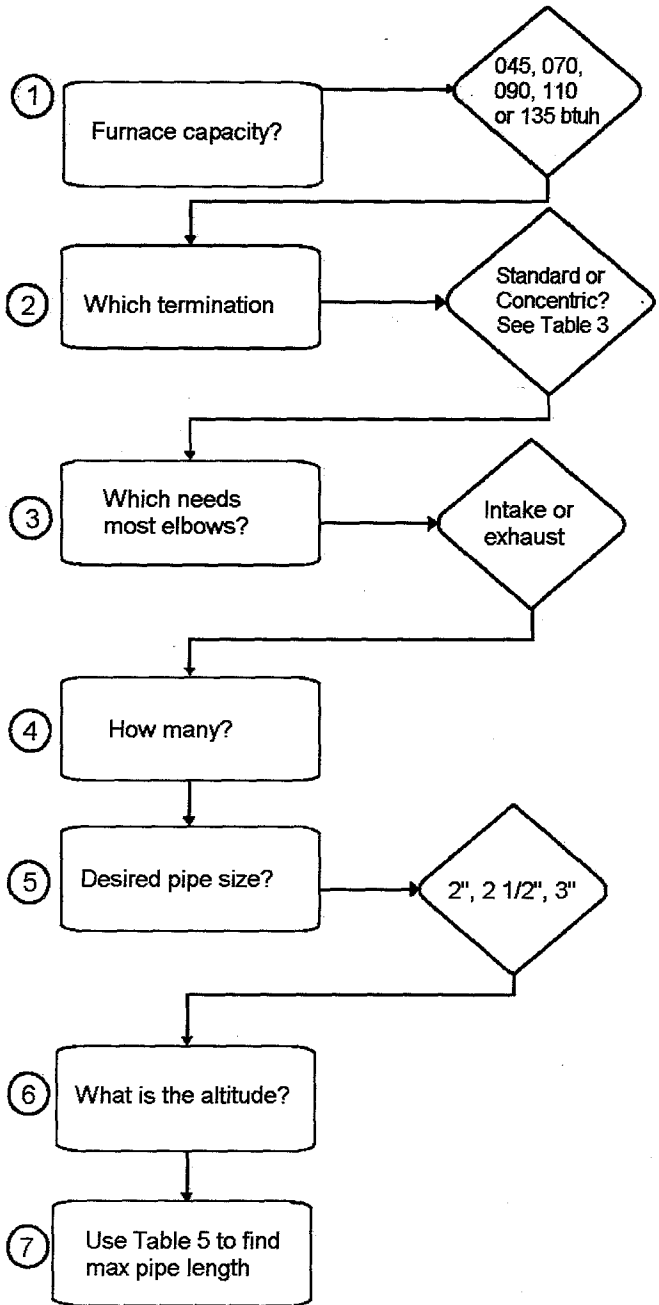 1
Furnace capacity?
045, 070,
090, 110
or 135 btuh
2
Which termination
Standard or
Concentric?
See Table 3
3
Which needs
most elbows?
Intake or
exhaust
4
How many?
5
Desired pipe size?
2", 2 1/2", 3"
6
What is the altitude?
7
Use Table 5 to find
max pipe length